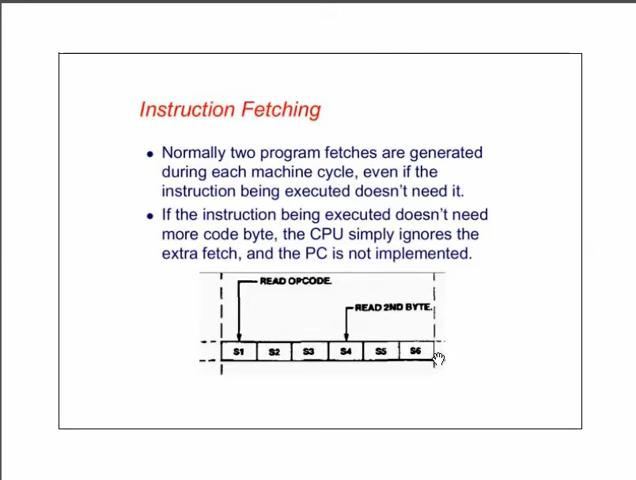 Instruction Fetching
• Normally two program fetches are generated
during each machine cycle, even if the
instruction being executed doesn't need it.
• If the instruction being executed doesn't need
more code byte, the CPU simply ignores the
extra fetch, and the PC is not implemented.
READ OPCODE.
READ 2ND BYTE.
S1 S2 S3 S4 S5 S6